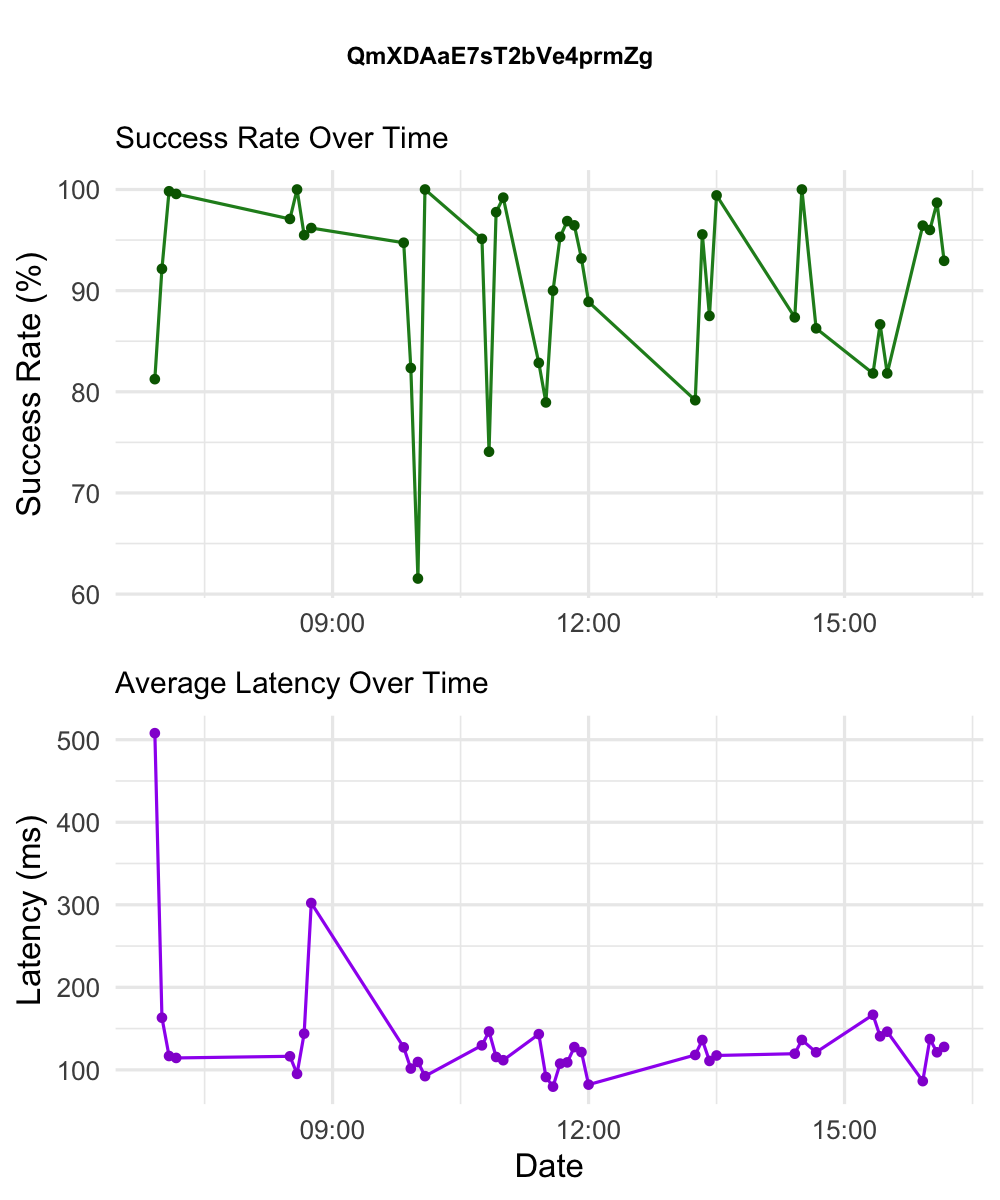 QmXDAaE7sT2bVe4prmZg
Success Rate Over Time
Success Rate (%)
100
90
80
70
60
09:00 12:00 15:00
Average Latency Over Time
Latency (ms)
500
400
300
200
100
09:00 12:00 15:00
Date